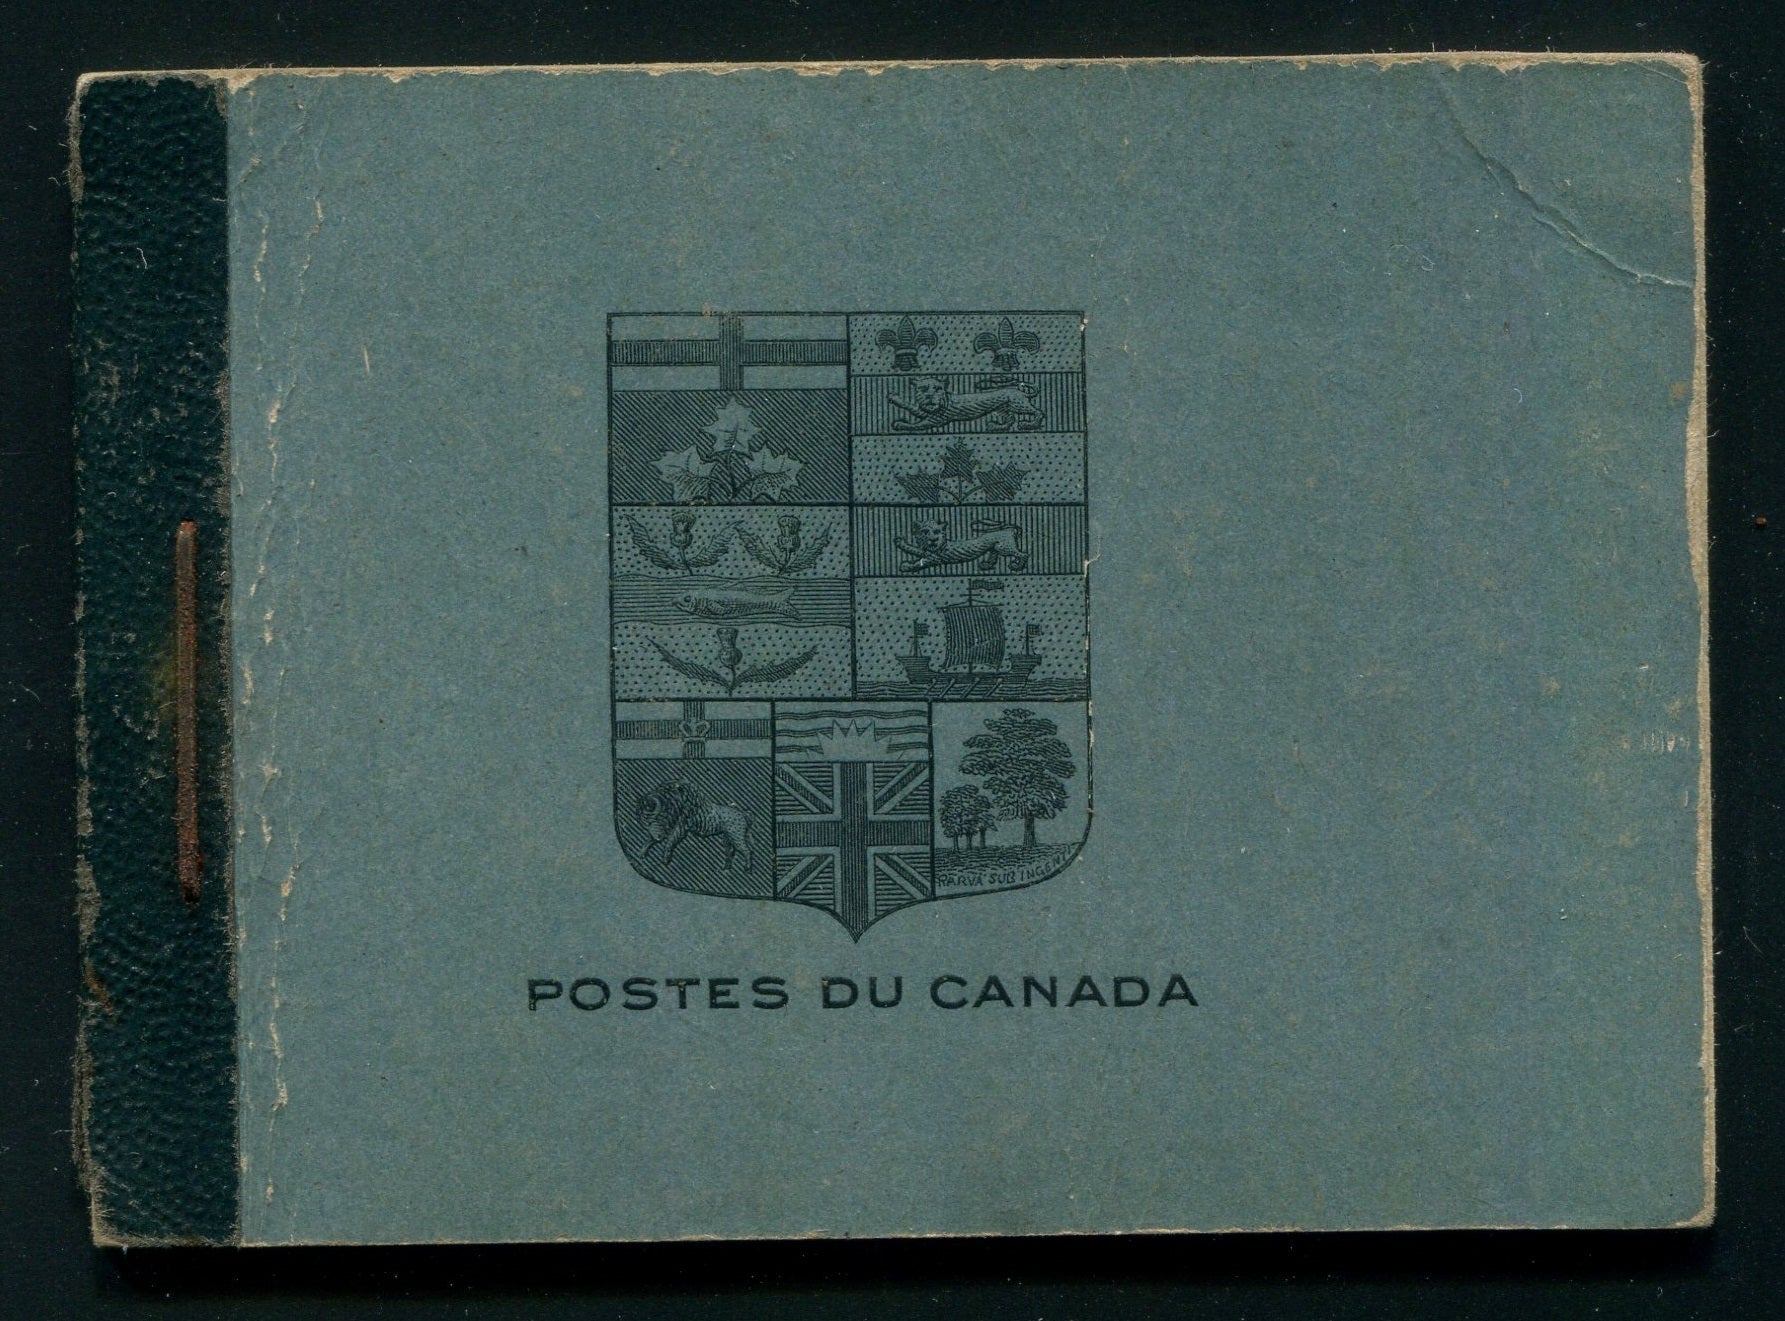 PARVA SUB INGENTI
POSTES DU CANADA